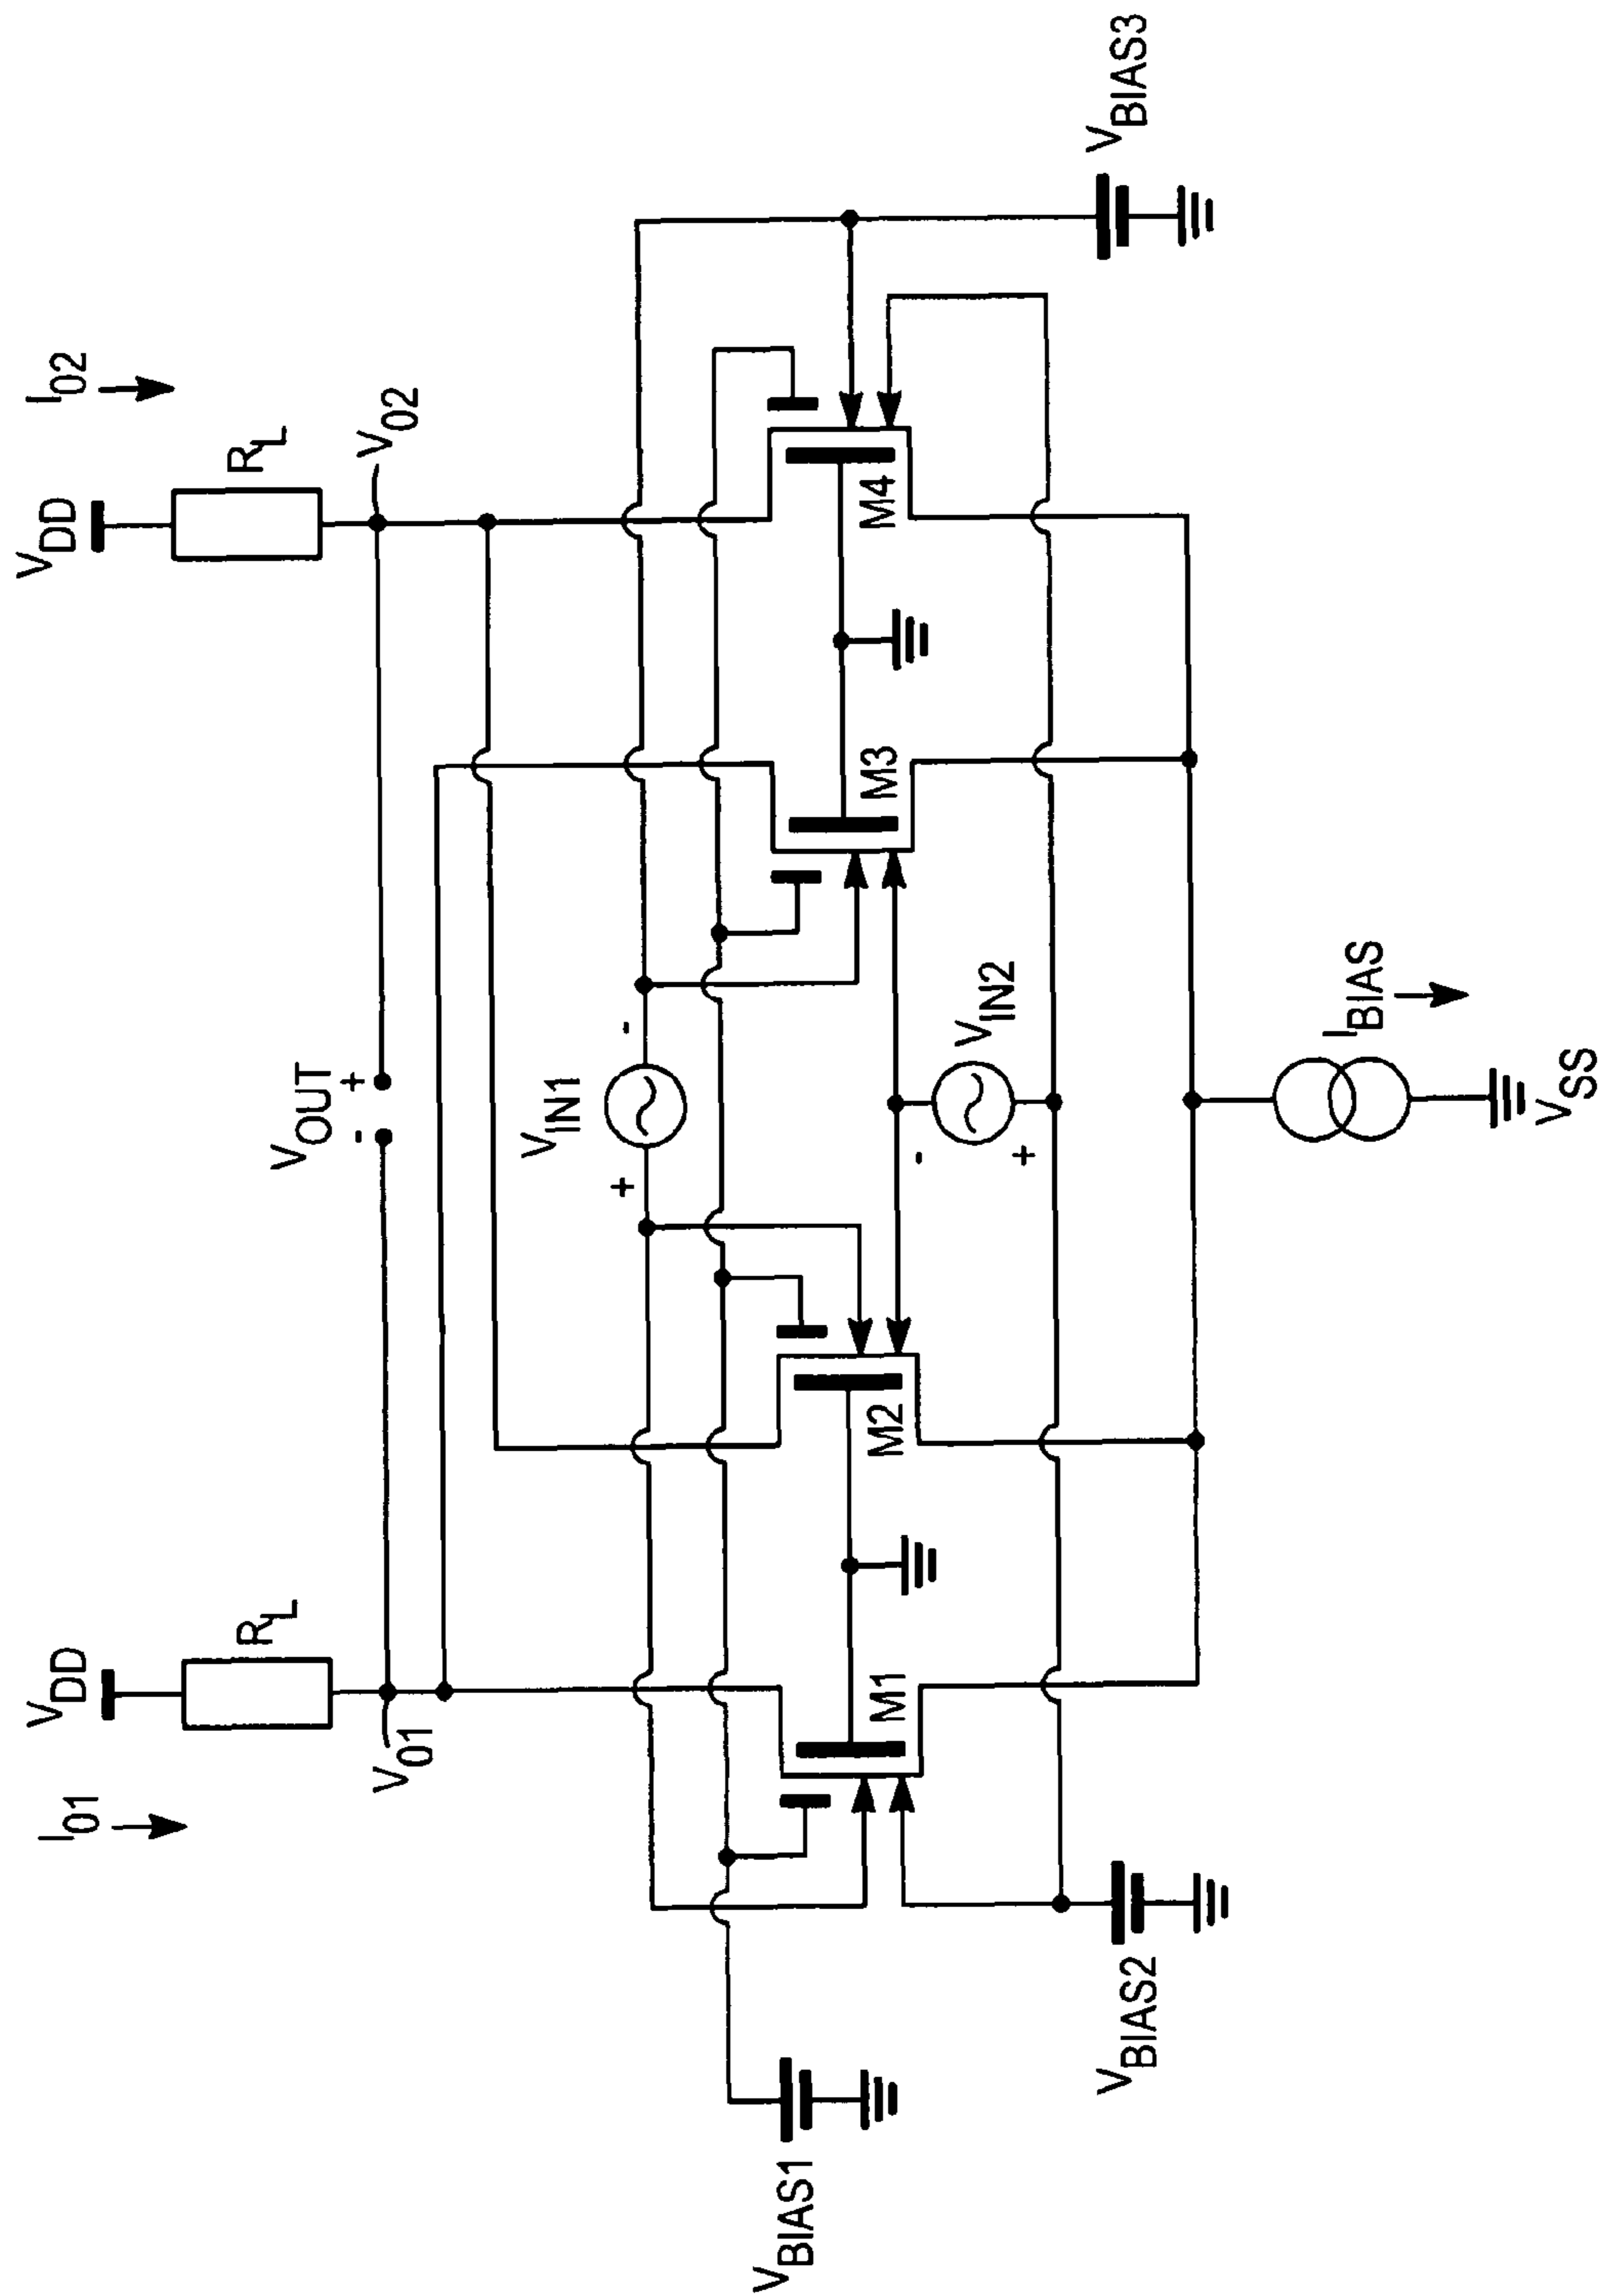 VDD
VDD
I01
I02
RL
RL
V01
VOUT
V02
-
+
VIN1
+
-
VBIAS1
M1
M2
M3
M4
VIN2
-
+
VBIAS2
VBIAS3
IBIAS
VSS